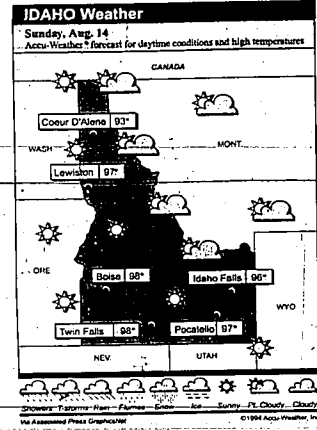 IDAHO Weather
Sunday, Aug. 14
Accu-Weather® forecast for daytime conditions and high temperatures
CANADA
Coeur D'Alene 93°
WASH
MONT.
Lewiston 97°
ORE
Boise 98°
Idaho Falls 96°
WYO
Twin Falls 98°
Pocatello 97°
NEV.
UTAH
Showers T-storms Rain Flurries Snow Ice Sunny Pt. Cloudy Cloudy
Via Associated Press GraphicsNet
©1994 Accu-Weather, Inc